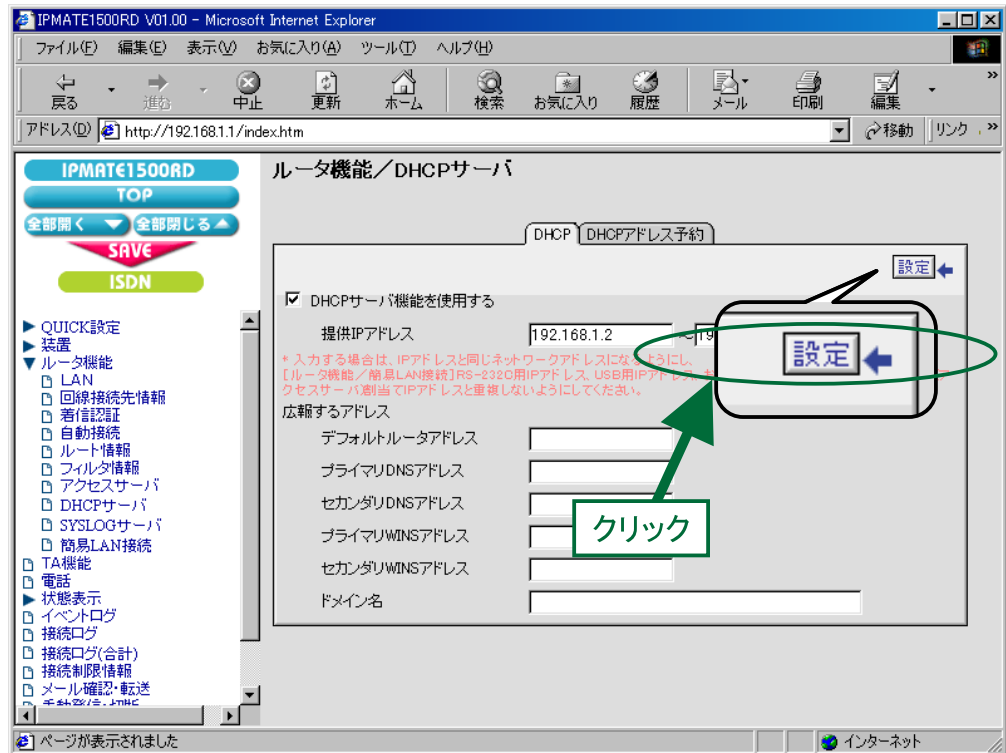 IPMATE1500RD V01.00 - Microsoft Internet Explorer
ファイル(F) 編集(E) 表示(V) お気に入り(A) ツール(T) ヘルプ(H)
戻る 進む 中止 更新 ホーム 検索 お気に入り 履歴 メール 印刷 編集 »
アドレス(D) http://192.168.1.1/index.htm 移動 リンク »
IPMATE1500RD
TOP
全部開く 全部閉じる
SAVE
ISDN
QUICK設定
装置
ルータ機能
LAN
回線接続先情報
着信認証
自動接続
ルート情報
フィルタ情報
アクセスサーバ
DHCPサーバ
SYSLOGサーバ
簡易LAN接続
TA機能
電話
状態表示
イベントログ
接続ログ
接続ログ(合計)
接続制限情報
メール確認・転送
手動発信・切断
ルータ機能/DHCPサーバ
DHCP DHCPアドレス予約
設定
DHCPサーバ機能を使用する
提供IPアドレス 192.168.1.2 ~ 19
設定
* 入力する場合は、IPアドレスと同じネットワークアドレスになるようにし、
[ルータ機能/簡易LAN接続]RS-232C用IPアドレス、USB用IPアドレス、
クセスサーバ割当てIPアドレスと重複しないようにしてください。
広報するアドレス
デフォルトルータアドレス
プライマリDNSアドレス
セカンダリDNSアドレス
クリック
プライマリWINSアドレス
セカンダリWINSアドレス
ドメイン名
ページが表示されました インターネット